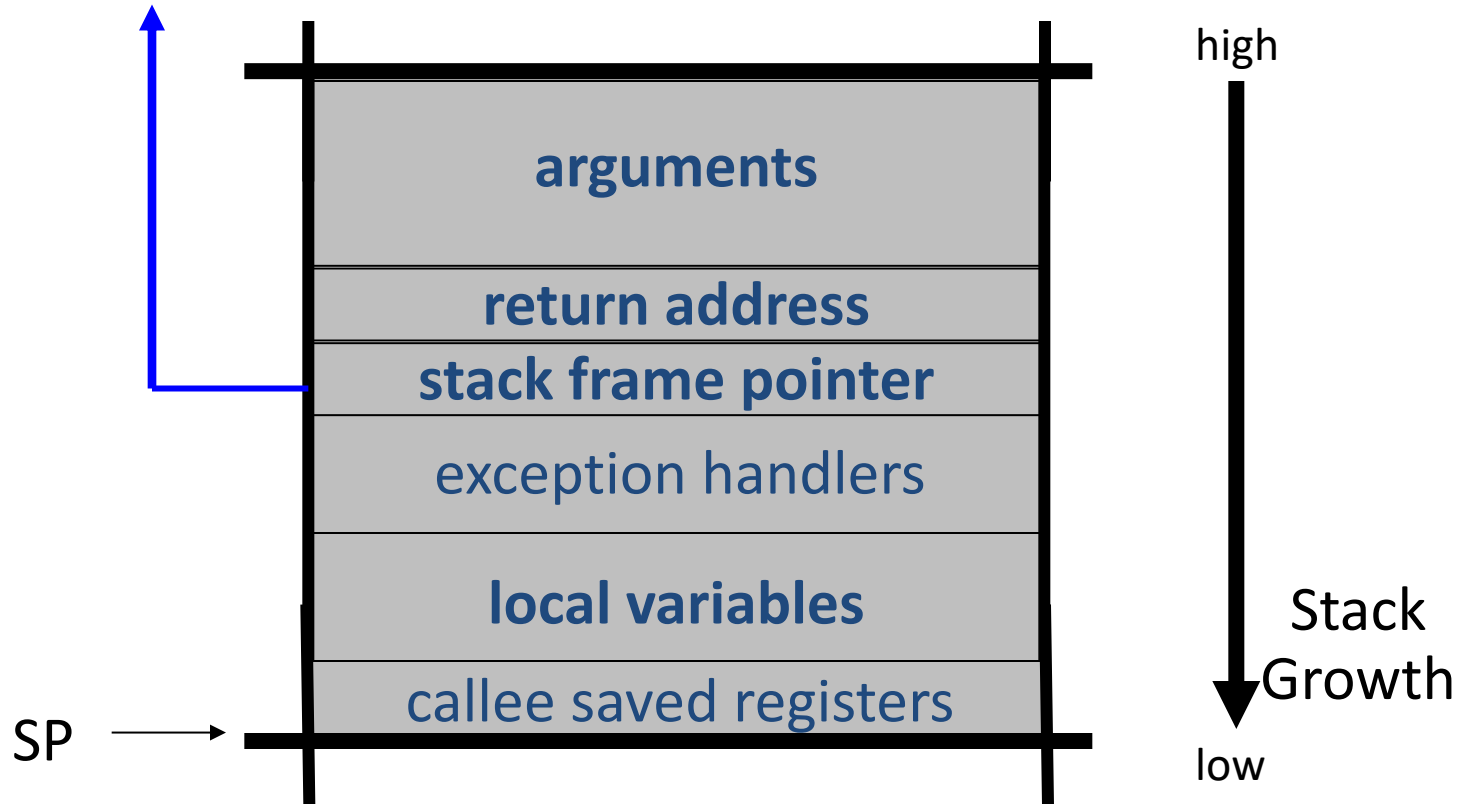 high
arguments
return address
stack frame pointer
exception handlers
local variables
callee saved registers
SP
Stack
Growth
low